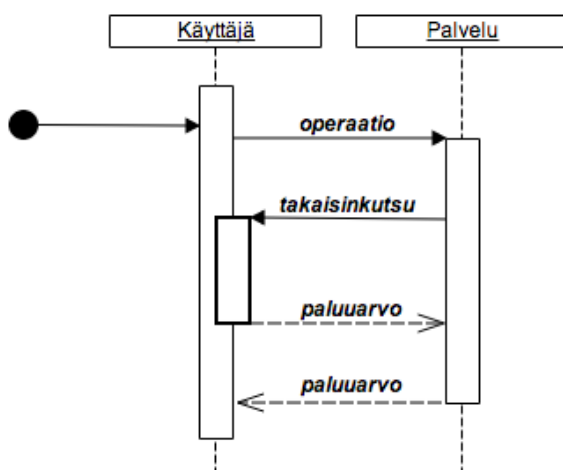 Käyttäjä
Palvelu
operaatio
takaisinkutsu
paluuarvo
paluuarvo